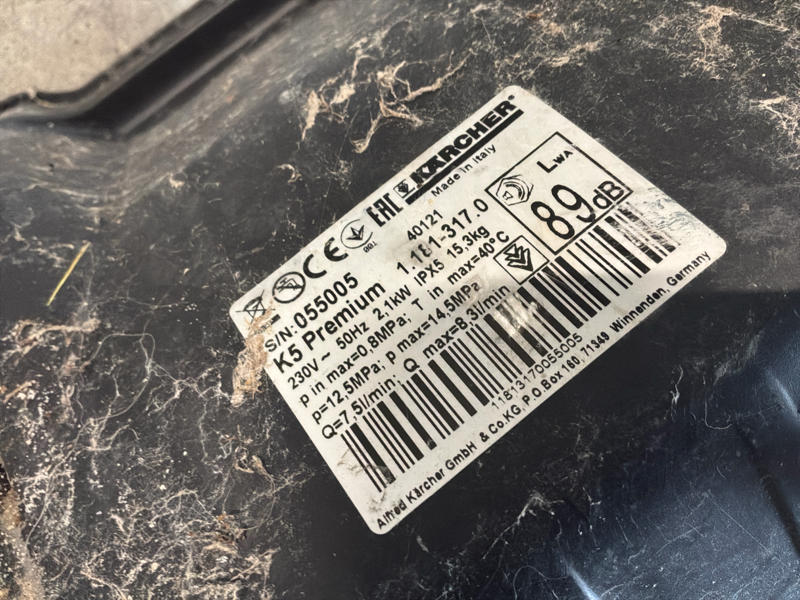 KÄRCHER
Made in Italy
40121
S/N: 055005
K5 Premium 1.181-317.0
230V ~ 50Hz 2,1kW IPX5 15,3kg
p in max=0,8MPa; T in max=40°C
p=12,5MPa; p max=14,5MPa
Q=7.5l/min; Q max=8,3l/min
LWA
89dB
11813170055005
Alfred Kärcher GmbH & Co.KG, P.O.Box 160, 71349 Winnenden, Germany
CE
EAC